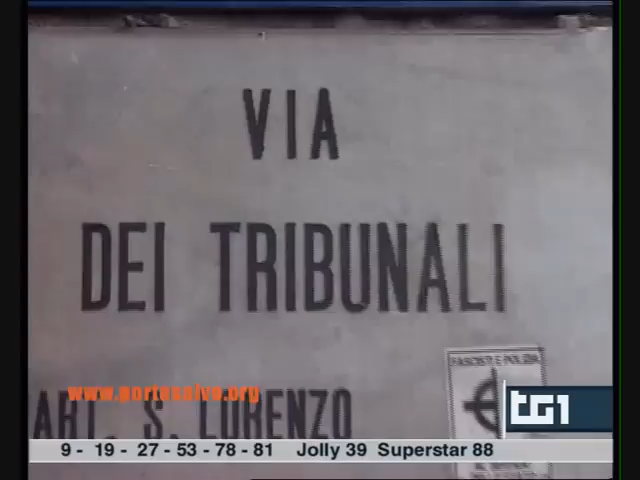 VIA
DEI TRIBUNALI
FASCISTI E POLIZIA
www.portosalvo.org
ART. S. LORENZO
tg1
9 - 19 - 27 - 53 - 78 - 81 Jolly 39 Superstar 88